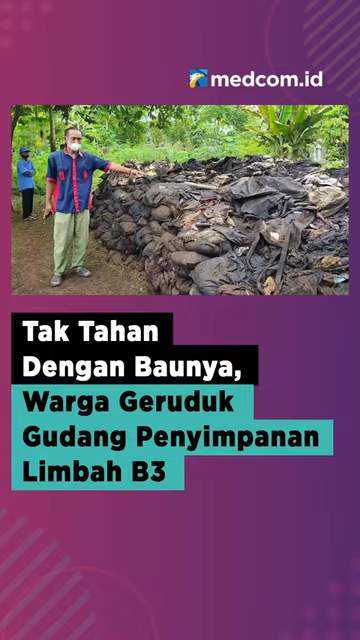 medcom.id
Tak Tahan
Dengan Baunya,
Warga Geruduk
Gudang Penyimpanan
Limbah B3